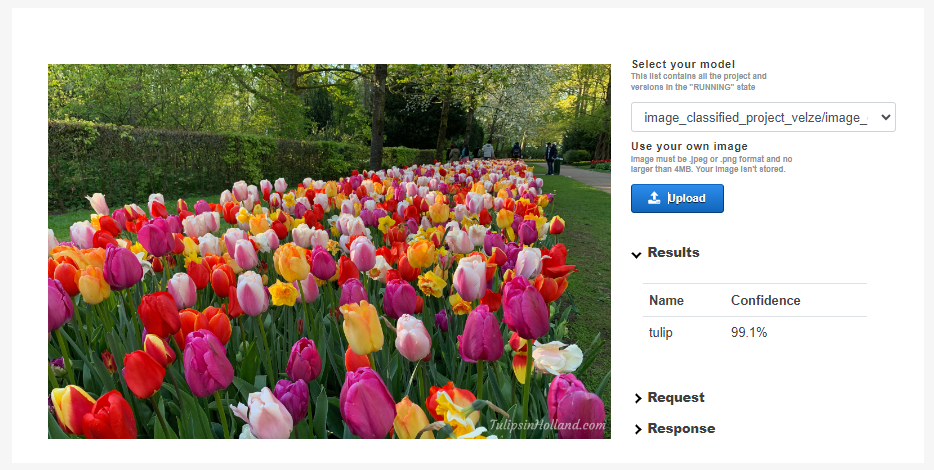 Select your model
This list contains all the project and
versions in the "RUNNING" state
image_classified_project_velze/image_
Use your own image
Image must be .jpeg or .png format and no
larger than 4MB. Your image isn't stored.
Upload
Results
Name Confidence
tulip 99.1%
Request
Response
TulipsinHolland.com